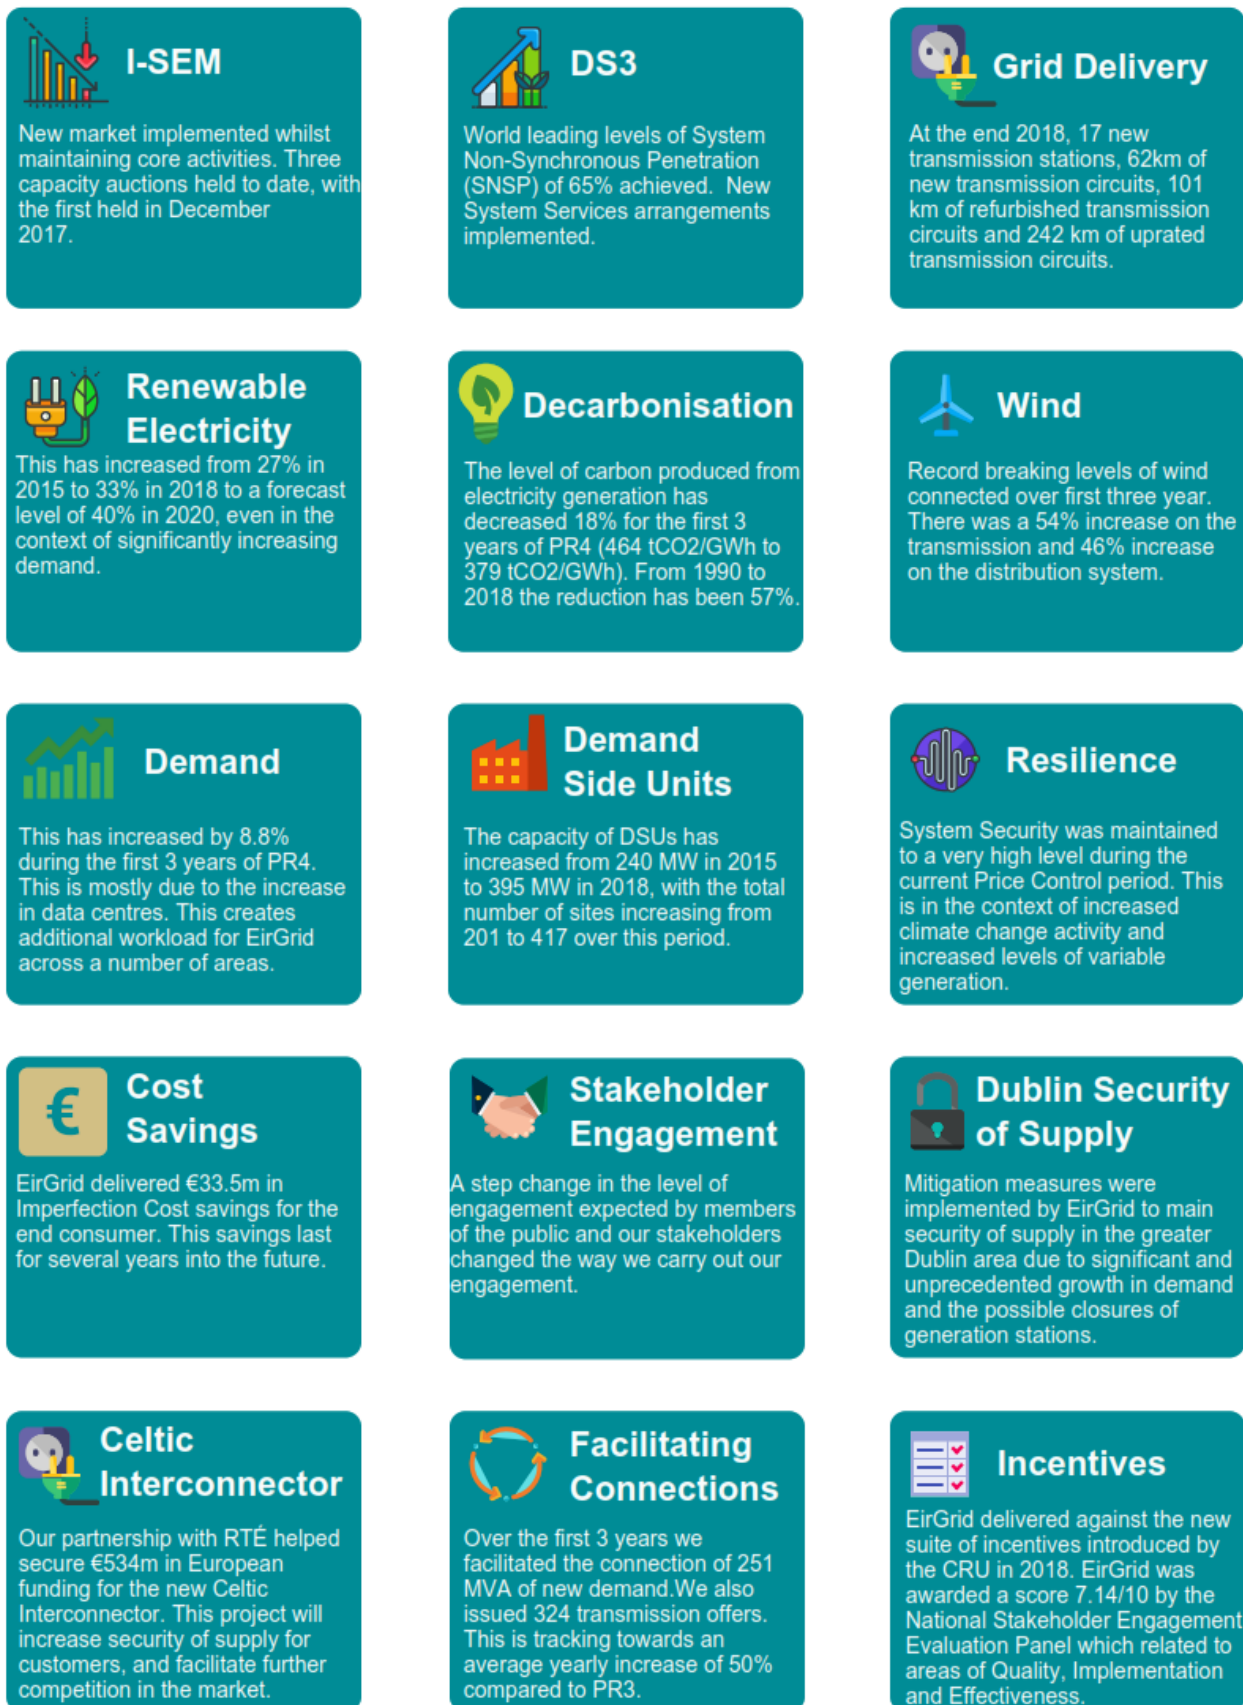 I-SEM
New market implemented whilst
maintaining core activities. Three
capacity auctions held to date, with
the first held in December
2017.
DS3
World leading levels of System
Non-Synchronous Penetration
(SNSP) of 65% achieved.  New
System Services arrangements
implemented.
Grid Delivery
At the end 2018, 17 new
transmission stations, 62km of
new transmission circuits, 101
km of refurbished transmission
circuits and 242 km of uprated
transmission circuits.
Renewable
Electricity
This has increased from 27% in
2015 to 33% in 2018 to a forecast
level of 40% in 2020, even in the
context of significantly increasing
demand.
Decarbonisation
The level of carbon produced from
electricity generation has
decreased 18% for the first 3
years of PR4 (464 tCO2/GWh to
379 tCO2/GWh). From 1990 to
2018 the reduction has been 57%.
Wind
Record breaking levels of wind
connected over first three year.
There was a 54% increase on the
transmission and 46% increase
on the distribution system.
Demand
This has increased by 8.8%
during the first 3 years of PR4.
This is mostly due to the increase
in data centres. This creates
additional workload for EirGrid
across a number of areas.
Demand
Side Units
The capacity of DSUs has
increased from 240 MW in 2015
to 395 MW in 2018, with the total
number of sites increasing from
201 to 417 over this period.
Resilience
System Security was maintained
to a very high level during the
current Price Control period. This
is in the context of increased
climate change activity and
increased levels of variable
generation.
€
Cost
Savings
EirGrid delivered €33.5m in
Imperfection Cost savings for the
end consumer. This savings last
for several years into the future.
Stakeholder
Engagement
A step change in the level of
engagement expected by members
of the public and our stakeholders
changed the way we carry out our
engagement.
Dublin Security
of Supply
Mitigation measures were
implemented by EirGrid to main
security of supply in the greater
Dublin area due to significant and
unprecedented growth in demand
and the possible closures of
generation stations.
Celtic
Interconnector
Our partnership with RTÉ helped
secure €534m in European
funding for the new Celtic
Interconnector. This project will
increase security of supply for
customers, and facilitate further
competition in the market.
Facilitating
Connections
Over the first 3 years we
facilitated the connection of 251
MVA of new demand.We also
issued 324 transmission offers.
This is tracking towards an
average yearly increase of 50%
compared to PR3.
Incentives
EirGrid delivered against the new
suite of incentives introduced by
the CRU in 2018. EirGrid was
awarded a score 7.14/10 by the
National Stakeholder Engagement
Evaluation Panel which related to
areas of Quality, Implementation
and Effectiveness.